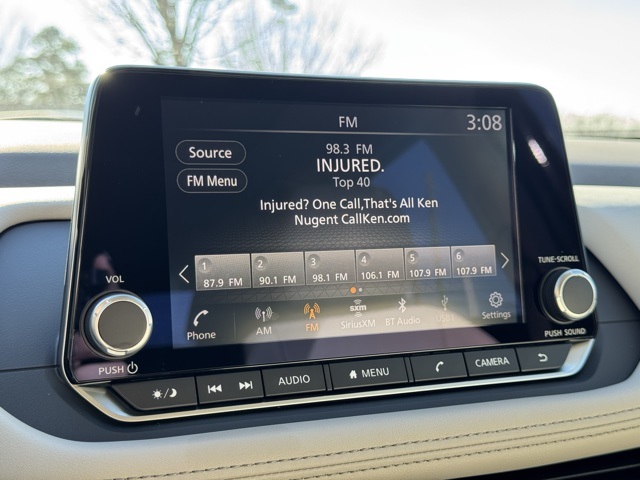 FM
3:08
Source
98.3 FM
INJURED.
FM Menu
Top 40
Injured? One Call,That's All Ken
Nugent CallKen.com
1 2 3 4 5 6
87.9 FM 90.1 FM 98.1 FM 106.1 FM 107.9 FM 107.9 FM
Phone
AM
FM
sxm
SiriusXM
BT Audio
Settings
VOL
PUSH
TUNE-SCROLL
PUSH SOUND
AUDIO
MENU
CAMERA